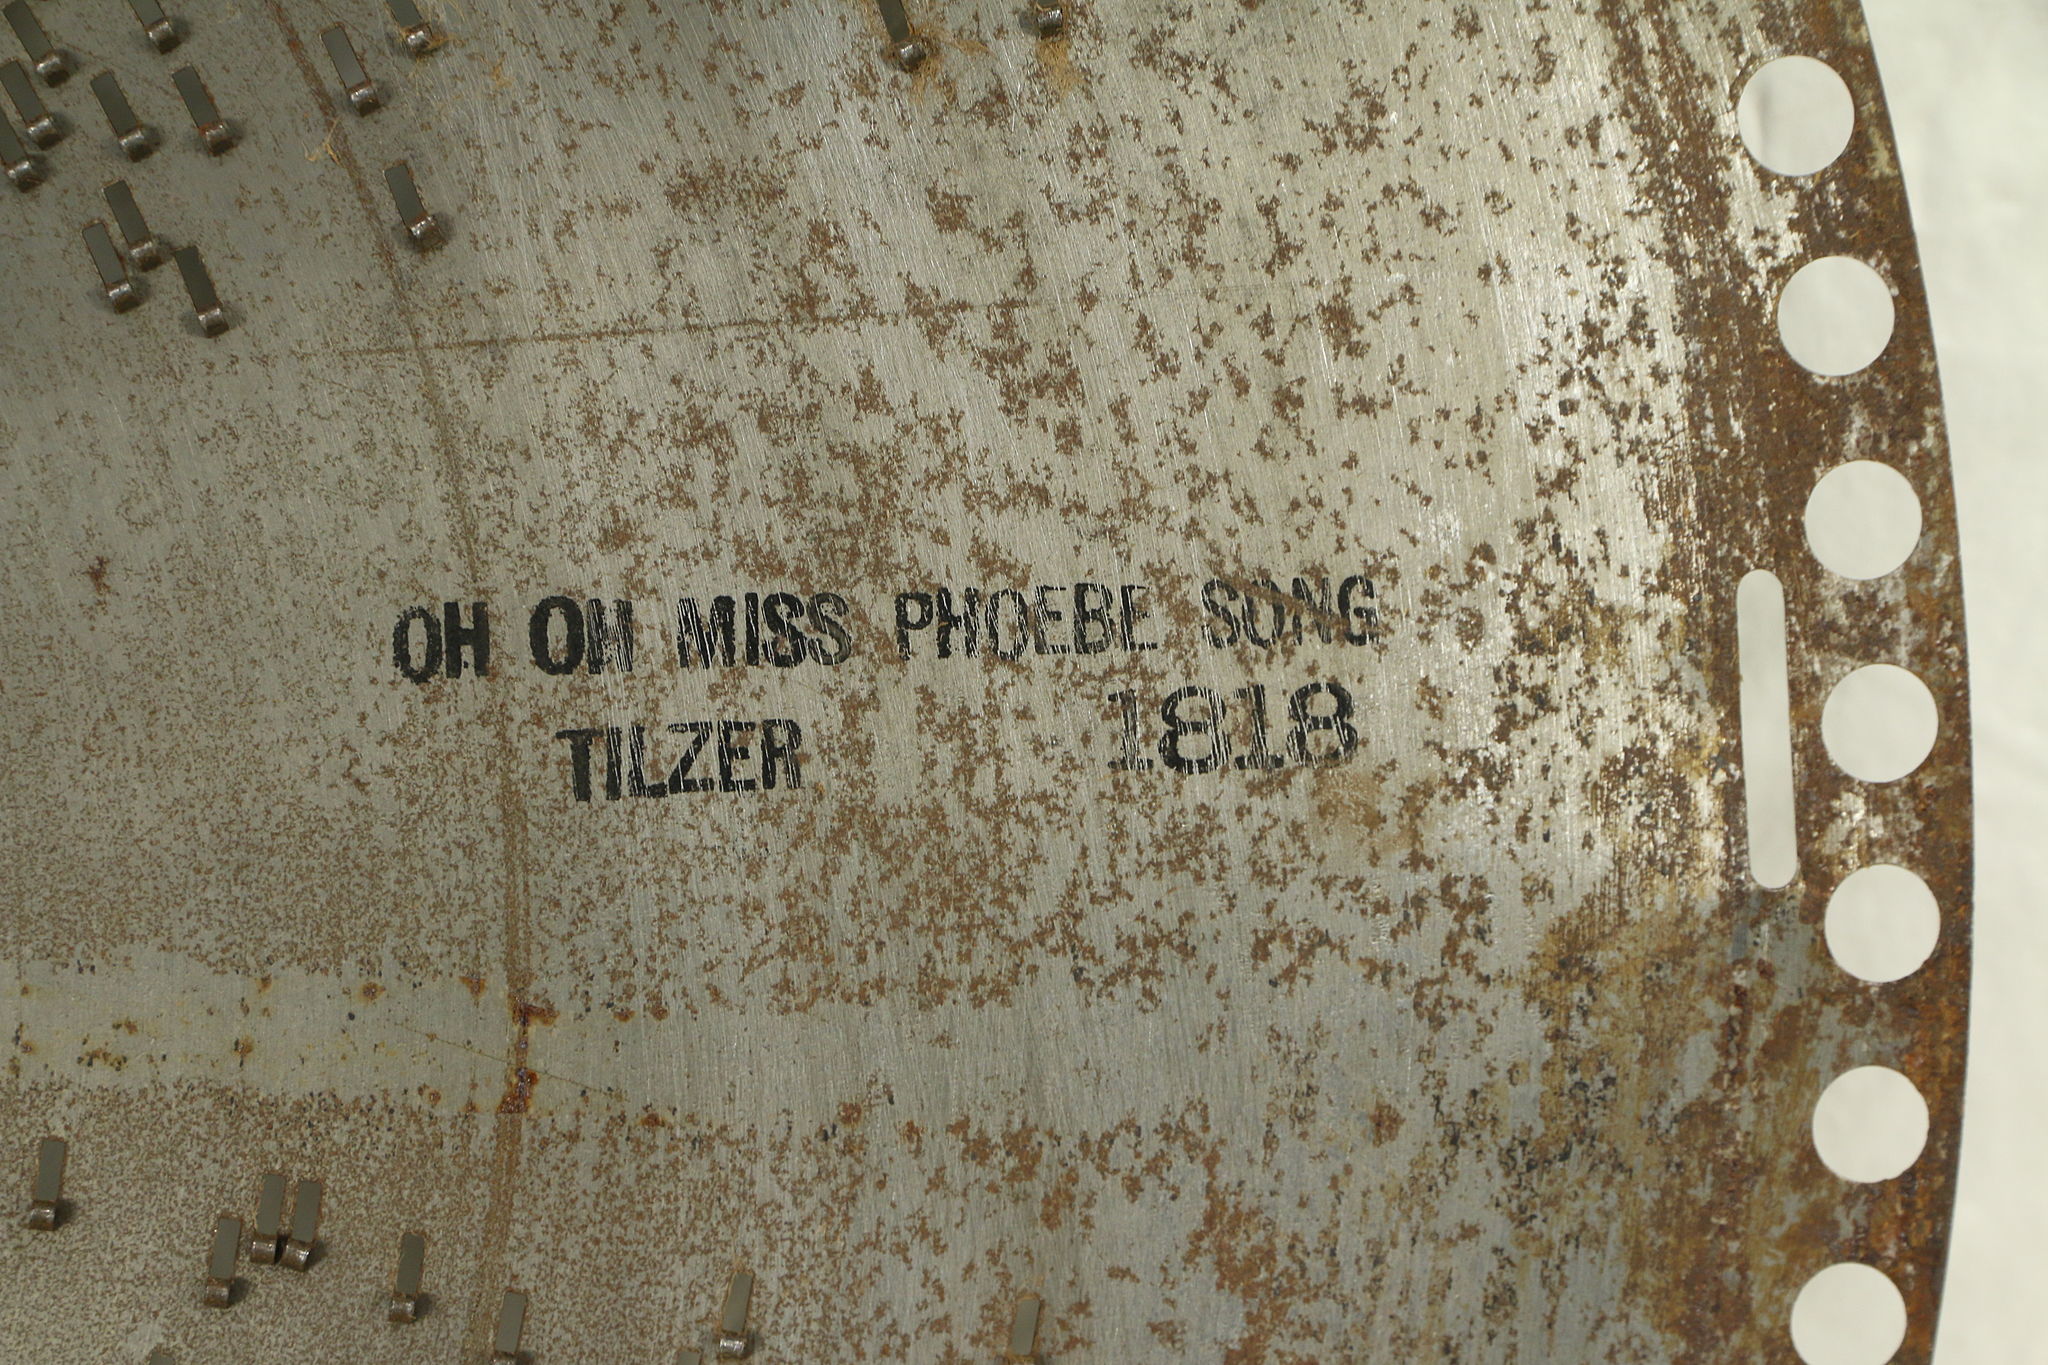 OH OH MISS PHOEBE SONG
TILZER 1818